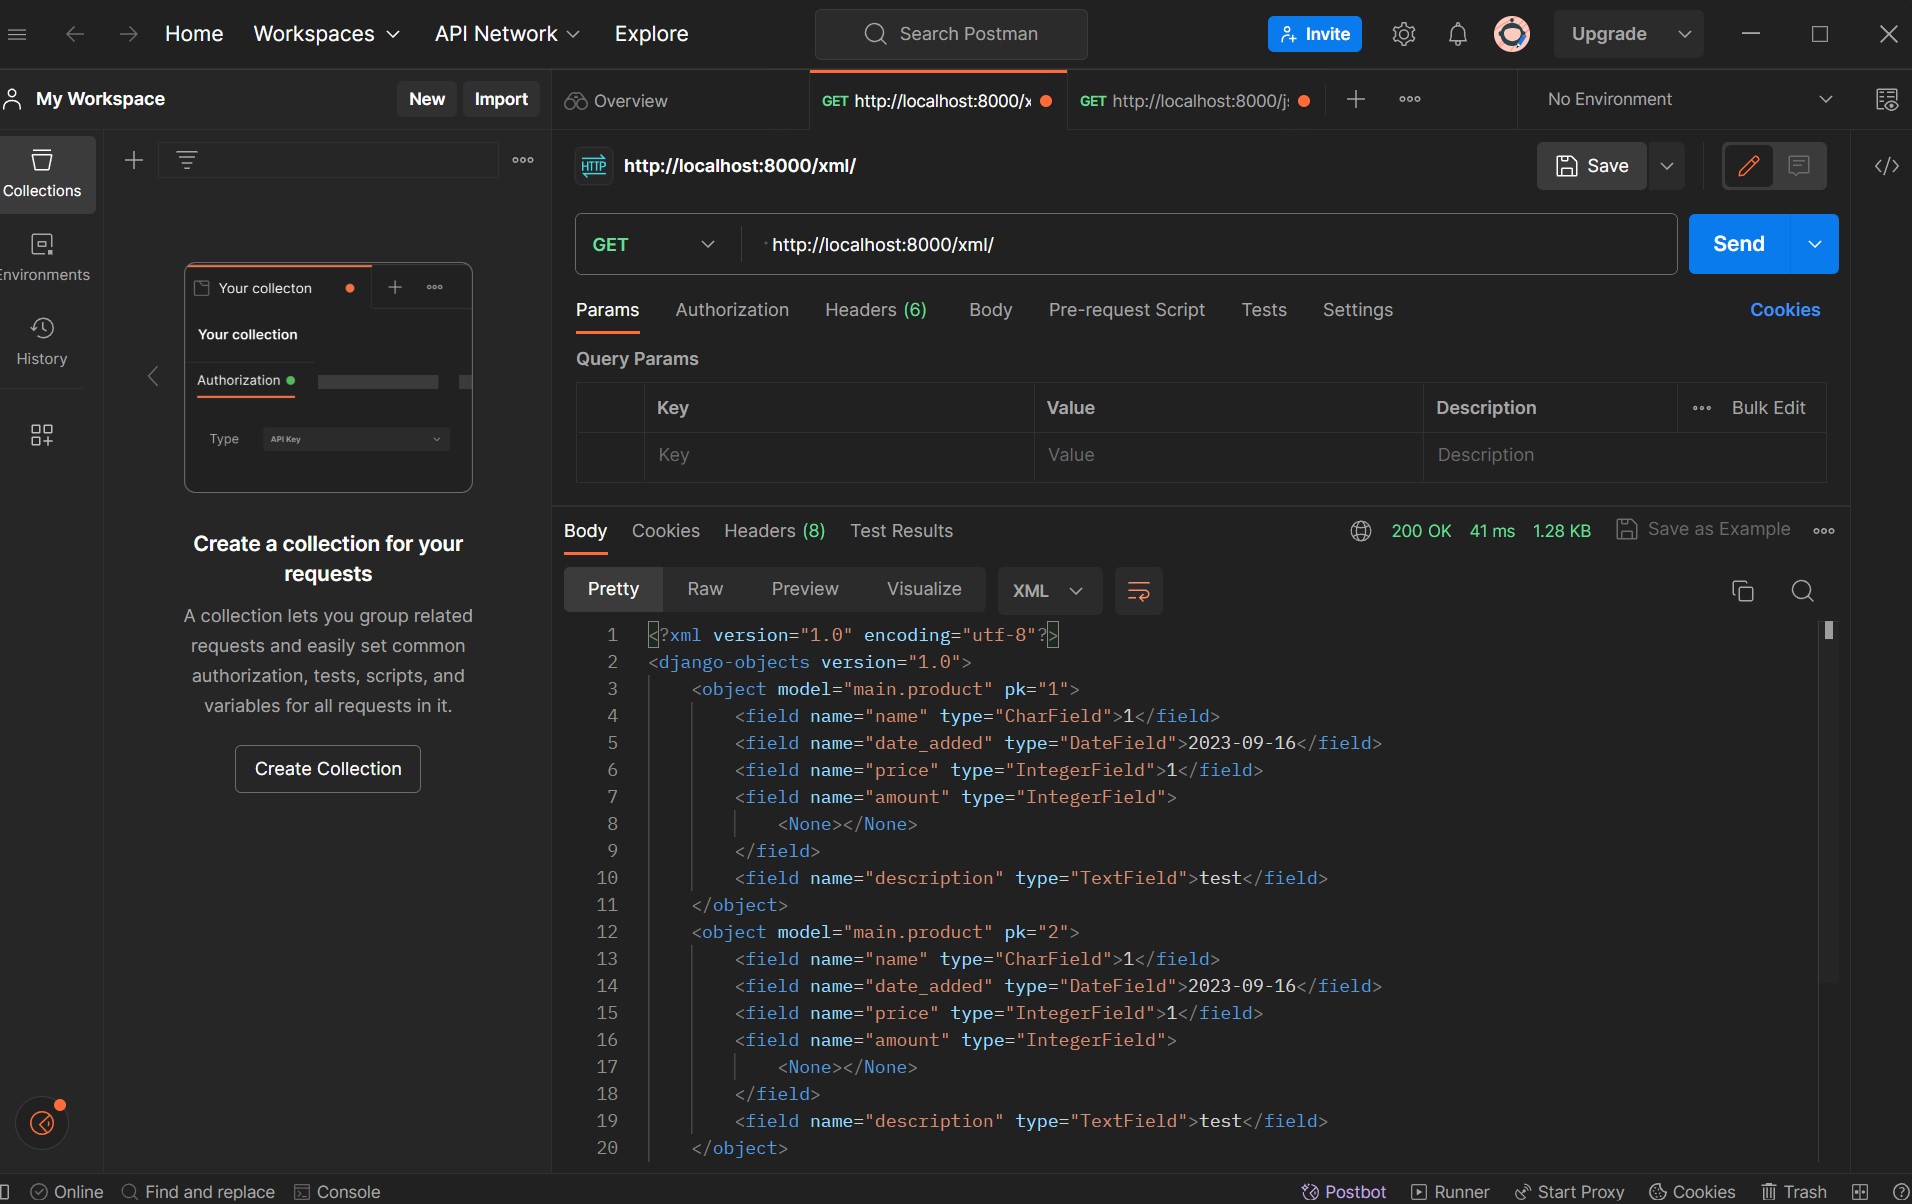 Home Workspaces API Network Explore Search Postman Invite Upgrade
My Workspace New Import Overview GET http://localhost:8000/x GET http://localhost:8000/j No Environment
Collections
Environments
History
Your collecton
Your collection
Authorization
Type API Key
Create a collection for your
requests
A collection lets you group related
requests and easily set common
authorization, tests, scripts, and
variables for all requests in it.
Create Collection
HTTP http://localhost:8000/xml/ Save
GET http://localhost:8000/xml/ Send
Params Authorization Headers (6) Body Pre-request Script Tests Settings Cookies
Query Params
Key Value Description Bulk Edit
Key Value Description
Body Cookies Headers (8) Test Results 200 OK 41 ms 1.28 KB Save as Example
Pretty Raw Preview Visualize XML
1 <?xml version="1.0" encoding="utf-8"?>
2 <django-objects version="1.0">
3 <object model="main.product" pk="1">
4 <field name="name" type="CharField">1</field>
5 <field name="date_added" type="DateField">2023-09-16</field>
6 <field name="price" type="IntegerField">1</field>
7 <field name="amount" type="IntegerField">
8 <None></None>
9 </field>
10 <field name="description" type="TextField">test</field>
11 </object>
12 <object model="main.product" pk="2">
13 <field name="name" type="CharField">1</field>
14 <field name="date_added" type="DateField">2023-09-16</field>
15 <field name="price" type="IntegerField">1</field>
16 <field name="amount" type="IntegerField">
17 <None></None>
18 </field>
19 <field name="description" type="TextField">test</field>
20 </object>
Online Find and replace Console Postbot Runner Start Proxy Cookies Trash